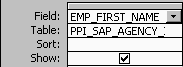 Field: EMP_FIRST_NAME
Table: PPI_SAP_AGENCY_
Sort:
Show: